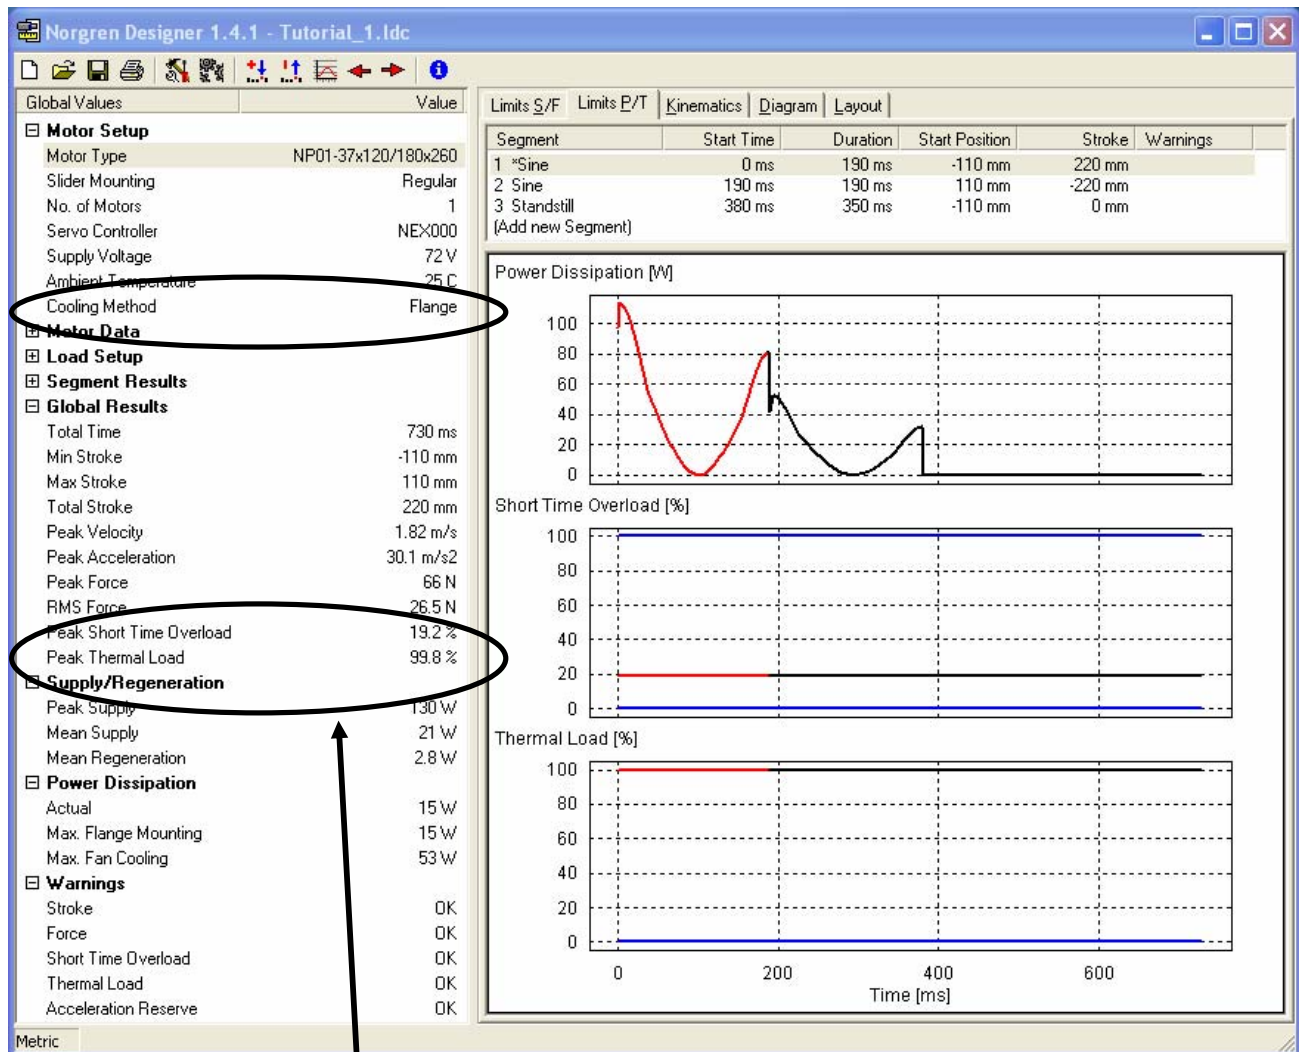 Norgren Designer 1.4.1 - Tutorial_1.ldc
Global Values Value
Motor Setup
Motor Type NP01-37x120/180x260
Slider Mounting Regular
No. of Motors 1
Servo Controller NEX000
Supply Voltage 72 V
Ambient Temperature 25 C
Cooling Method Flange
Motor Data
Load Setup
Segment Results
Global Results
Total Time 730 ms
Min Stroke -110 mm
Max Stroke 110 mm
Total Stroke 220 mm
Peak Velocity 1.82 m/s
Peak Acceleration 30.1 m/s2
Peak Force 66 N
RMS Force 26.5 N
Peak Short Time Overload 19.2 %
Peak Thermal Load 99.8 %
Supply/Regeneration
Peak Supply 130 W
Mean Supply 21 W
Mean Regeneration 2.8 W
Power Dissipation
Actual 15 W
Max. Flange Mounting 15 W
Max. Fan Cooling 53 W
Warnings
Stroke OK
Force OK
Short Time Overload OK
Thermal Load OK
Acceleration Reserve OK
Metric
Limits S/F Limits P/T Kinematics Diagram Layout
Segment Start Time Duration Start Position Stroke Warnings
1 *Sine 0 ms 190 ms -110 mm 220 mm
2 Sine 190 ms 190 ms 110 mm -220 mm
3 Standstill 380 ms 350 ms -110 mm 0 mm
(Add new Segment)
Power Dissipation [W]
100
80
60
40
20
0
Short Time Overload [%]
100
80
60
40
20
0
Thermal Load [%]
100
80
60
40
20
0
0 200 400 600
Time [ms]